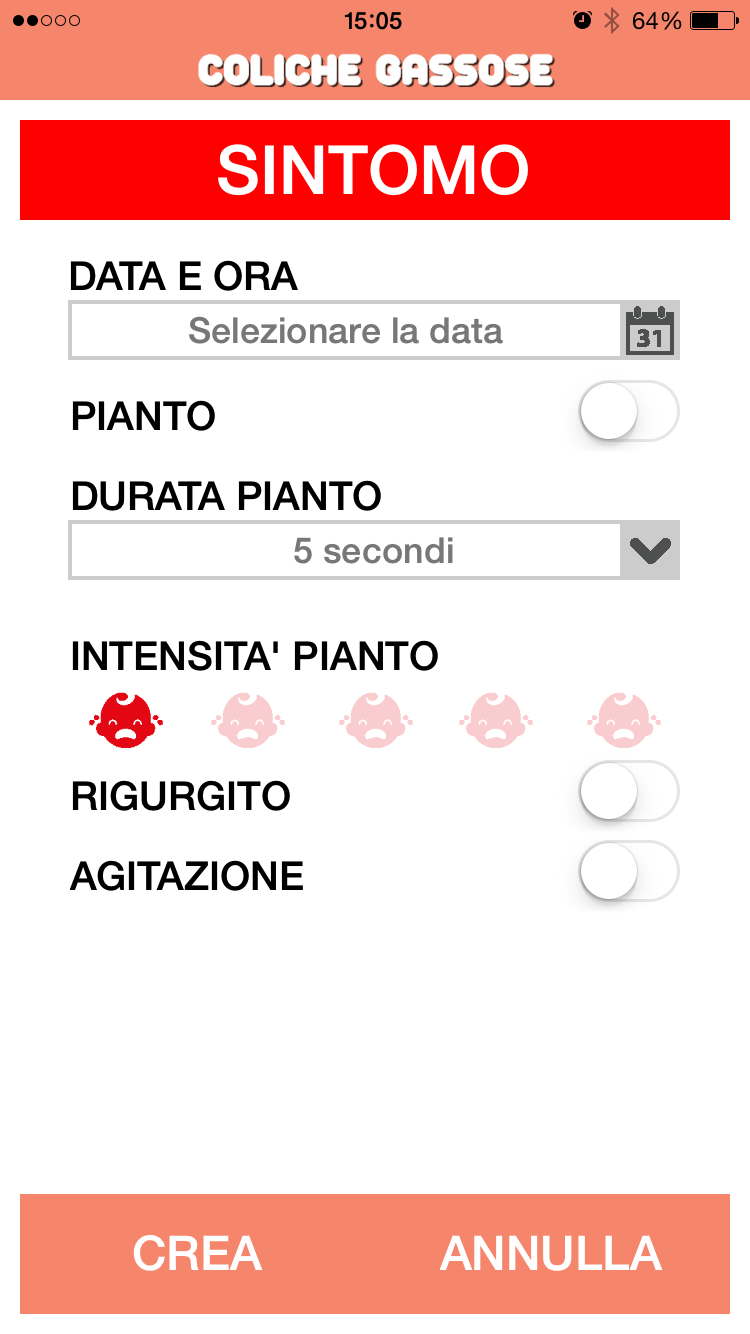 15:05
64%
COLICHE GASSOSE
SINTOMO
DATA E ORA
Selezionare la data
31
PIANTO
DURATA PIANTO
5 secondi
INTENSITA' PIANTO
RIGURGITO
AGITAZIONE
CREA
ANNULLA